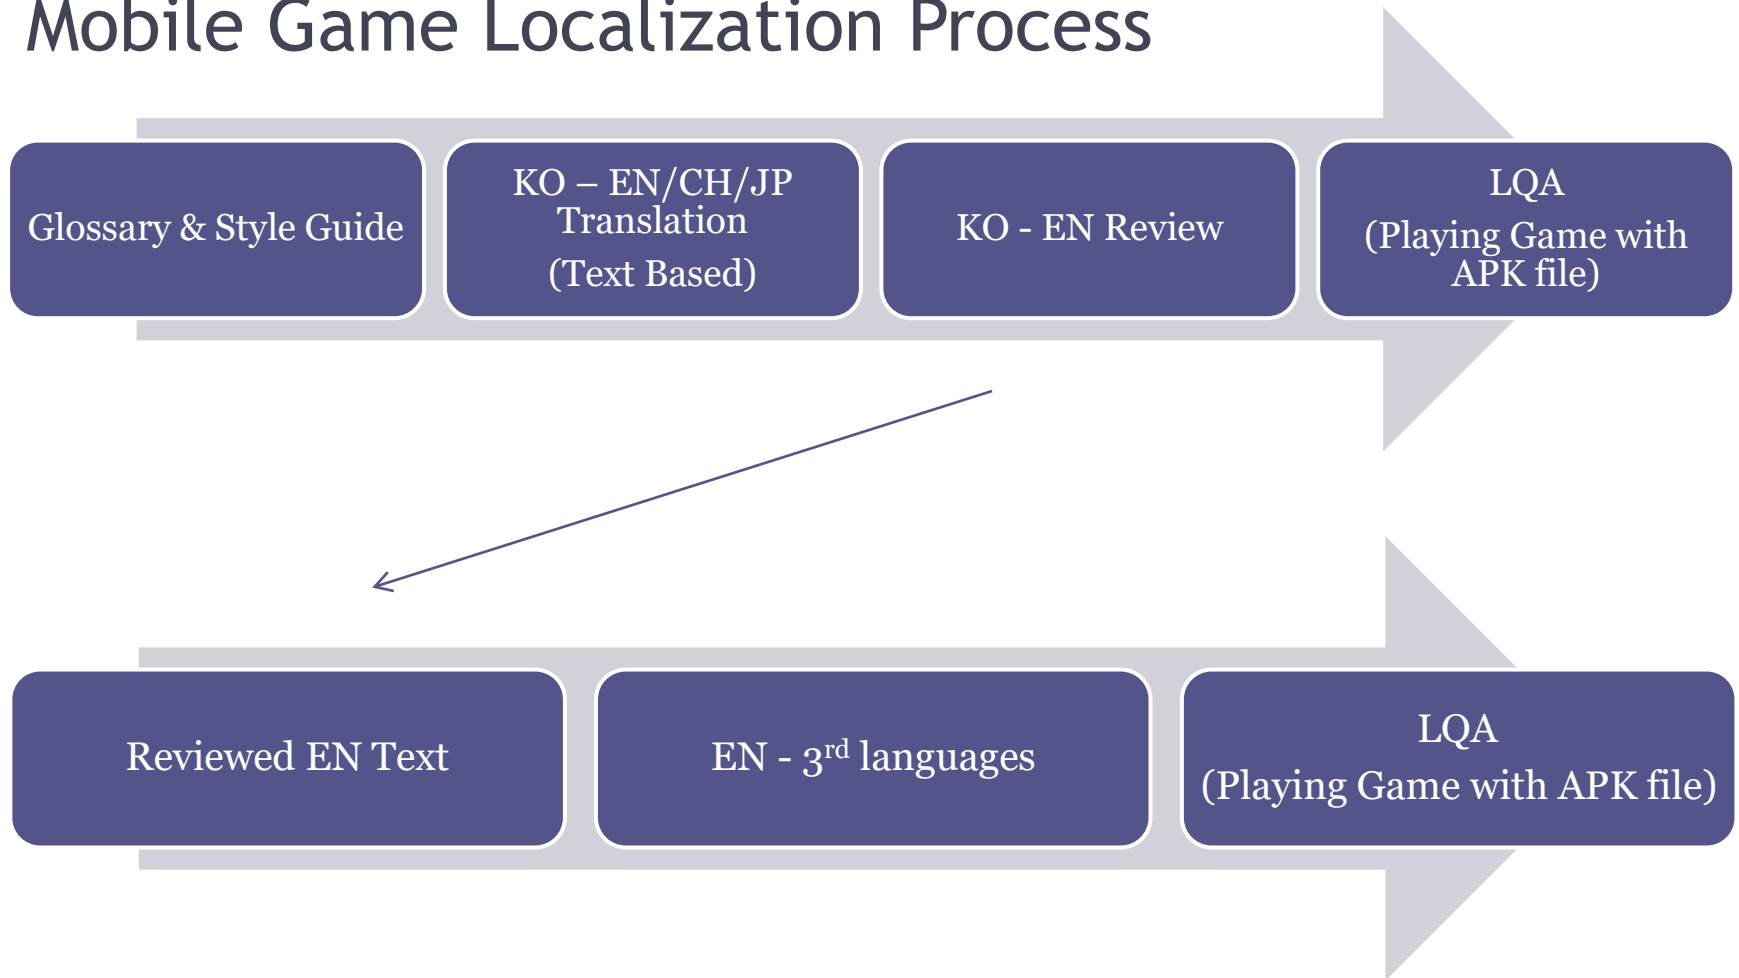 Mobile Game Localization Process
Glossary & Style Guide
KO – EN/CH/JP
Translation
(Text Based)
KO - EN Review
LQA
(Playing Game with
APK file)
Reviewed EN Text
EN - 3rd languages
LQA
(Playing Game with APK file)